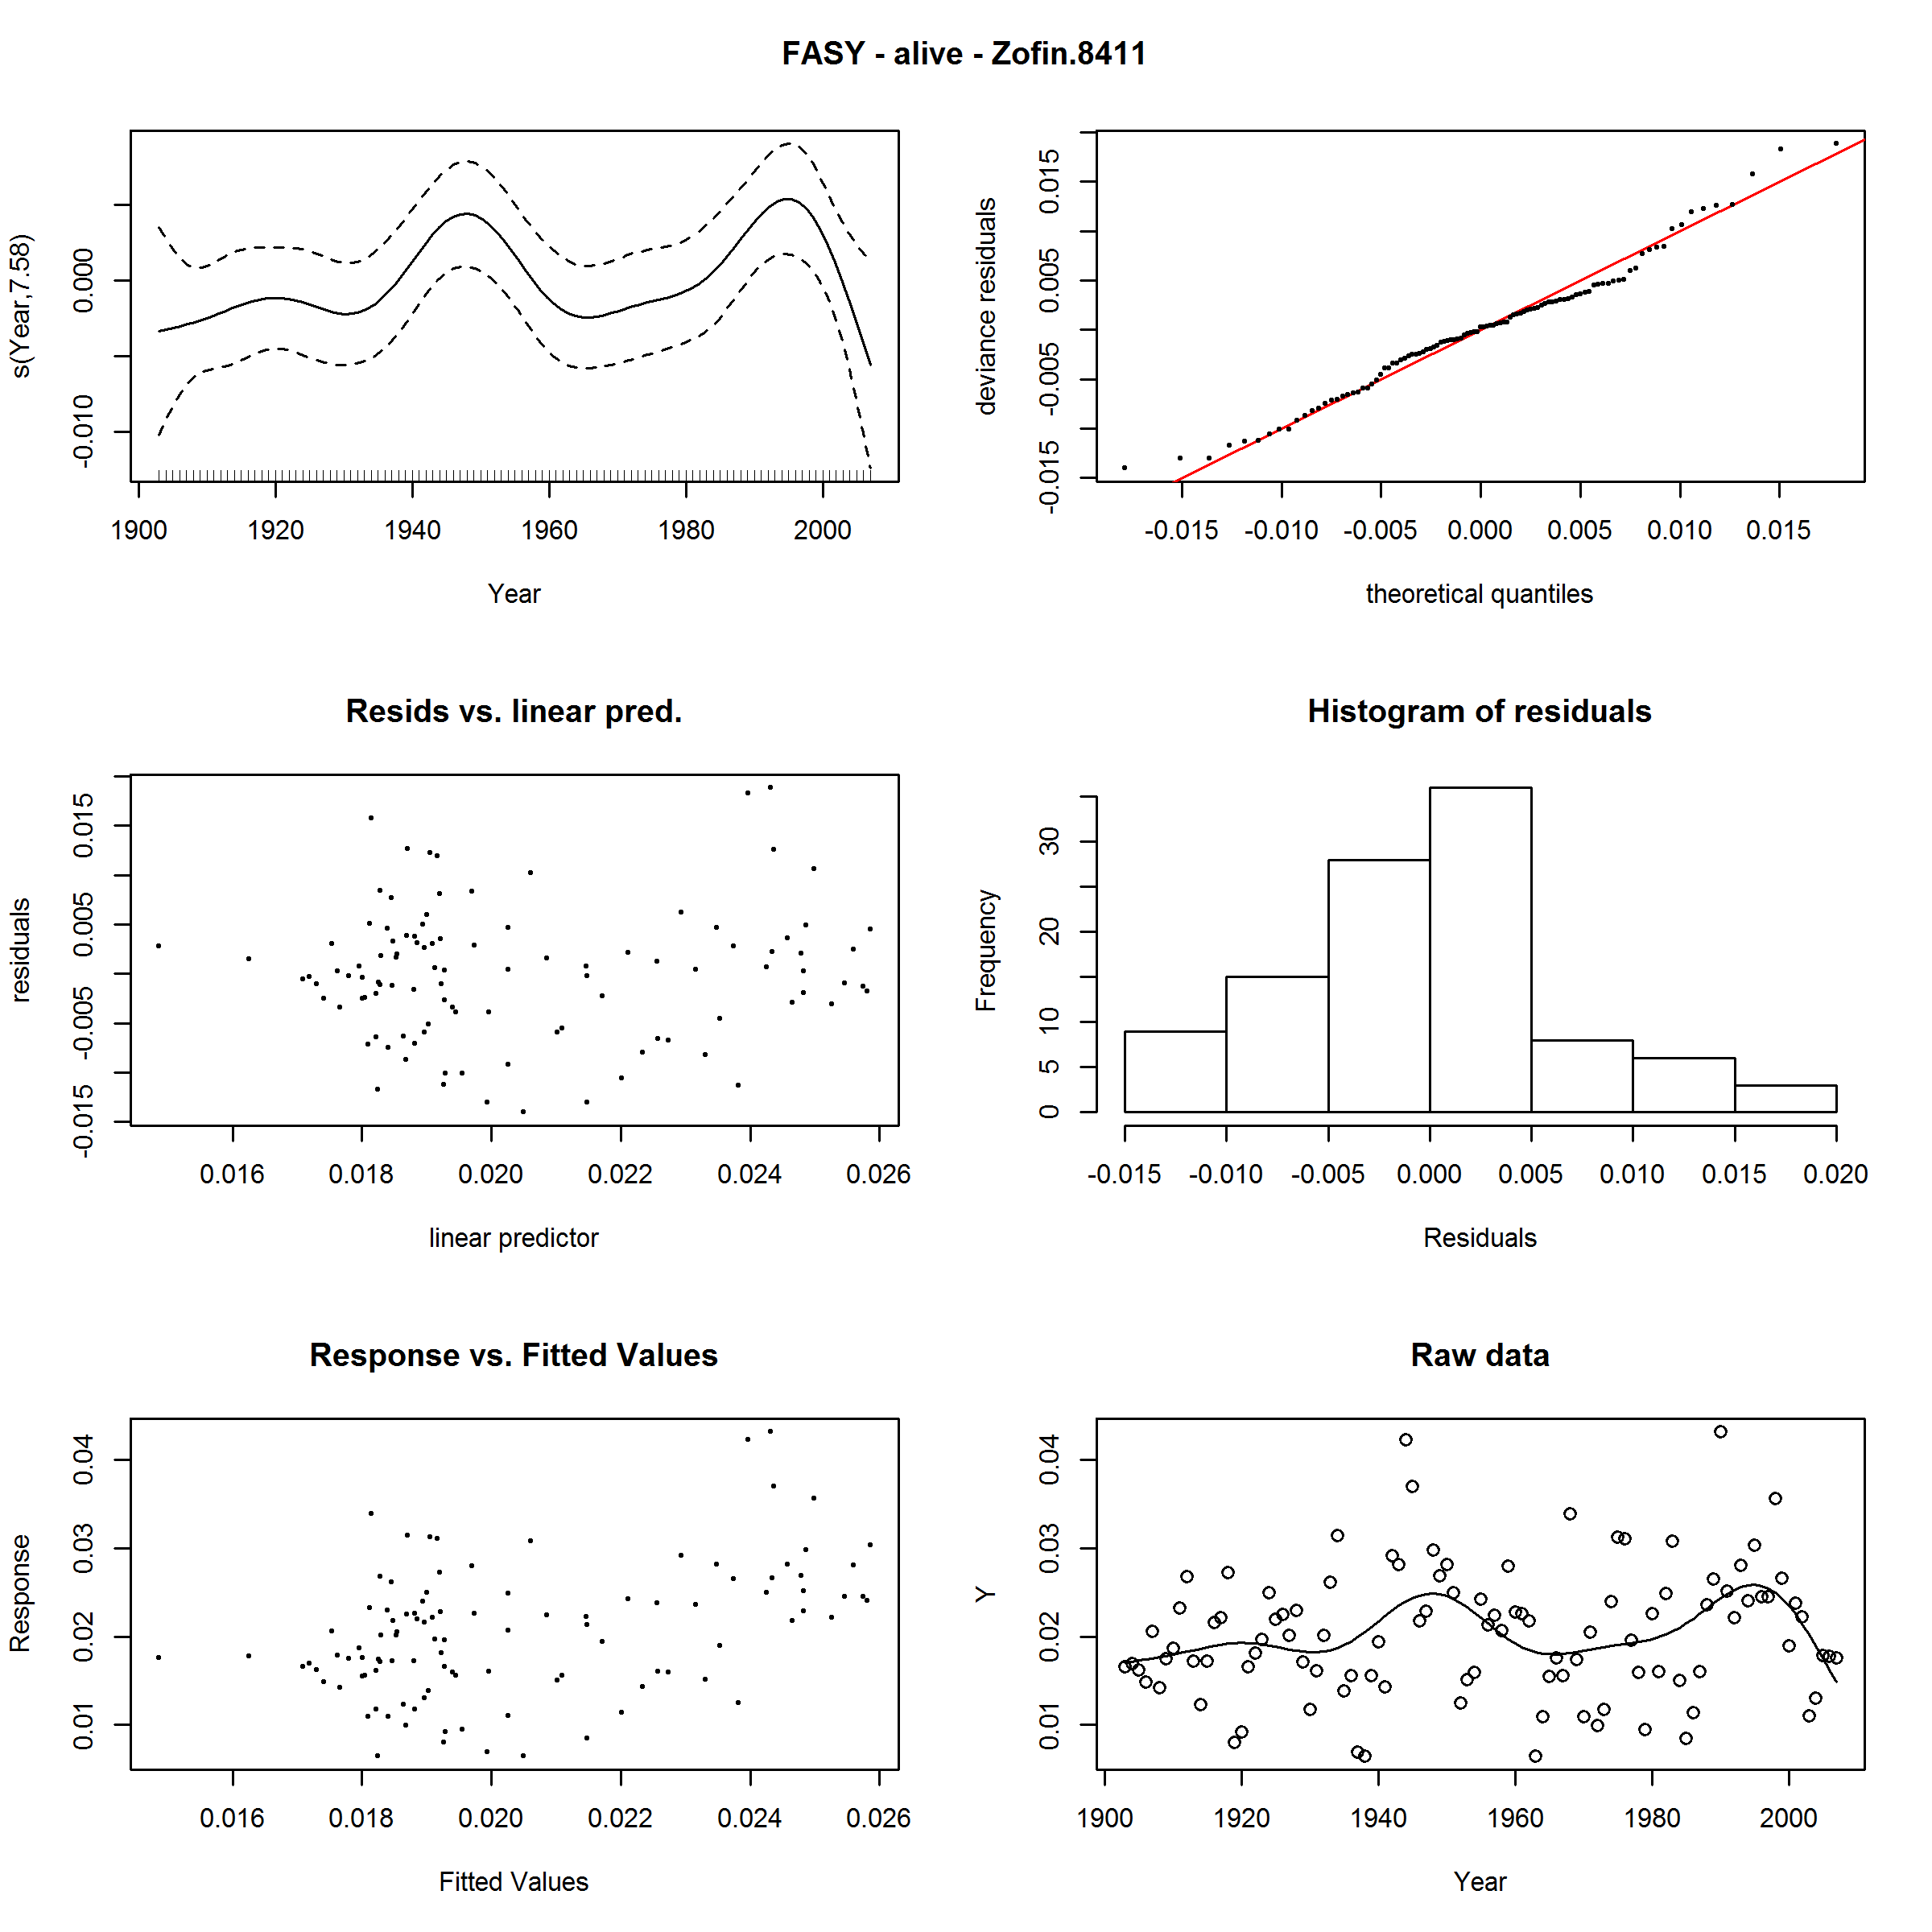 FASY - alive - Zofin.8411
s(Year,7.58)
0.000
-0.010
1900 1920 1940 1960 1980 2000
Year
deviance residuals
0.015
0.005
-0.005
-0.015
-0.015 -0.010 -0.005 0.000 0.005 0.010 0.015
theoretical quantiles
Resids vs. linear pred.
residuals
0.015
0.005
-0.005
-0.015
0.016 0.018 0.020 0.022 0.024 0.026
linear predictor
Histogram of residuals
Frequency
30
20
10
5
0
-0.015 -0.010 -0.005 0.000 0.005 0.010 0.015 0.020
Residuals
Response vs. Fitted Values
Response
0.04
0.03
0.02
0.01
0.016 0.018 0.020 0.022 0.024 0.026
Fitted Values
Raw data
Y
0.04
0.03
0.02
0.01
1900 1920 1940 1960 1980 2000
Year